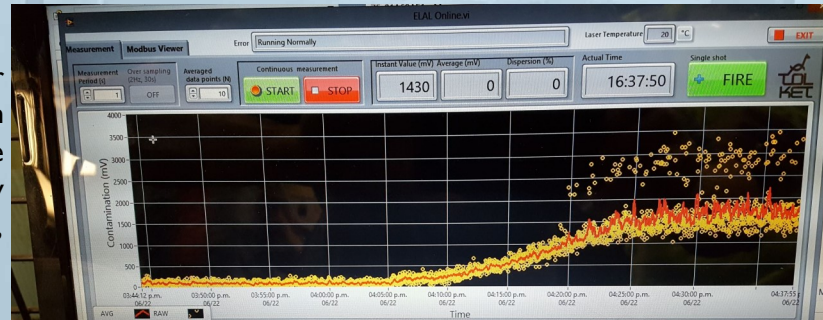 ELAL Online.vi
Measurement Modbus Viewer
Error Running Normally
Laser Temperature 20 °C
EXIT
Measurement Period (s) 1
Over sampling (2Hz, 30s) OFF
Averaged data points (N) 10
Continuous measurement
START STOP
Instant Value (mV) 1430
Average (mV) 0
Dispersion (%) 0
Actual Time
16:37:50
Single shot
FIRE
TOL
KET
Contamination (mV)
4000
3500
3000
2500
2000
1500
1000
500
0
03:44:12 p.m. 03:50:00 p.m. 03:55:00 p.m. 04:00:00 p.m. 04:05:00 p.m. 04:10:00 p.m. 04:15:00 p.m. 04:20:00 p.m. 04:25:00 p.m. 04:30:00 p.m. 04:37:55
06/22 06/22 06/22 06/22 06/22 06/22 06/22 06/22 06/22 06/22 06/22
Time
AVG RAW